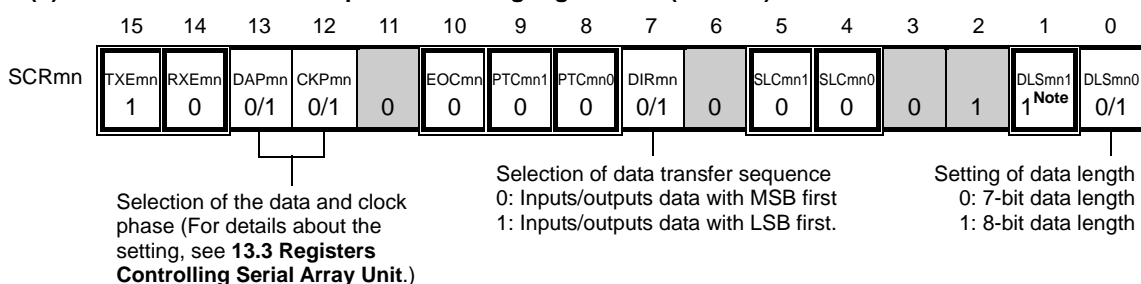 15 14 13 12 11 10 9 8 7 6 5 4 3 2 1 0
SCRmn
TXEmn RXEmn DAPmn CKPmn EOCmn PTCmn1 PTCmn0 DIRmn SLCmn1 SLCmn0 DLSmn1 DLSmn0
1 0 0/1 0/1 0 0 0 0 0/1 0 0 0 0 1 1 Note 0/1
Selection of the data and clock
phase (For details about the
setting, see 13.3 Registers
Controlling Serial Array Unit.)
Selection of data transfer sequence
0: Inputs/outputs data with MSB first
1: Inputs/outputs data with LSB first.
Setting of data length
0: 7-bit data length
1: 8-bit data length